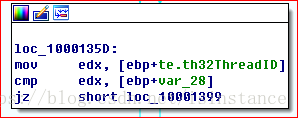 loc_1000135D:
mov     edx, [ebp+te.th32ThreadID]
cmp     edx, [ebp+var_28]
jz      short loc_10001399